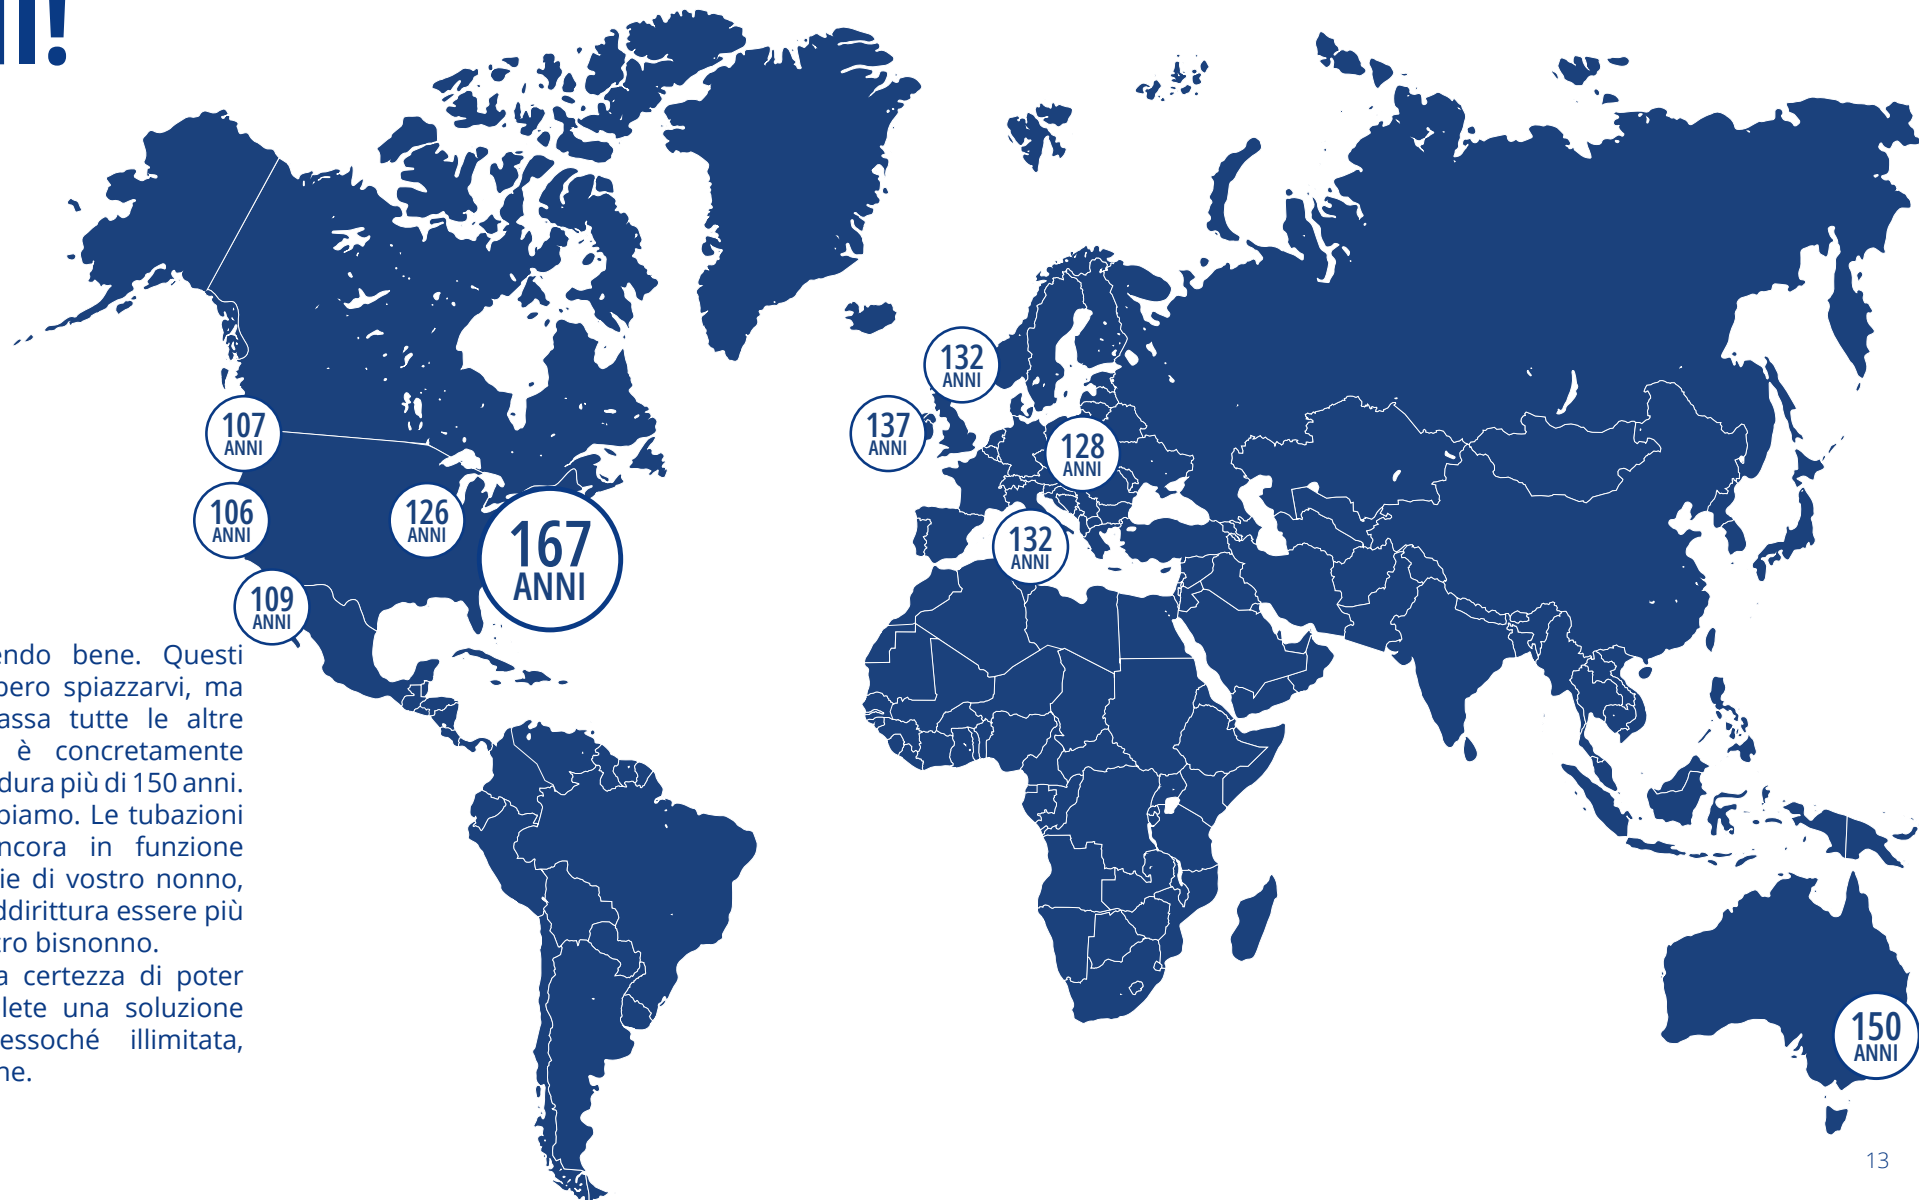 I!
132
ANNI
107
ANNI
137
ANNI
128
ANNI
106
ANNI
126
ANNI
167
ANNI
132
ANNI
109
ANNI
endo bene. Questi
bero spiazzarvi, ma
assa tutte le altre
è concretamente
dura più di 150 anni.
piamo. Le tubazioni
ncora in funzione
ie di vostro nonno,
ddirittura essere più
tro bisnonno.
a certezza di poter
lete una soluzione
essoché illimitata,
ne.
150
ANNI
13